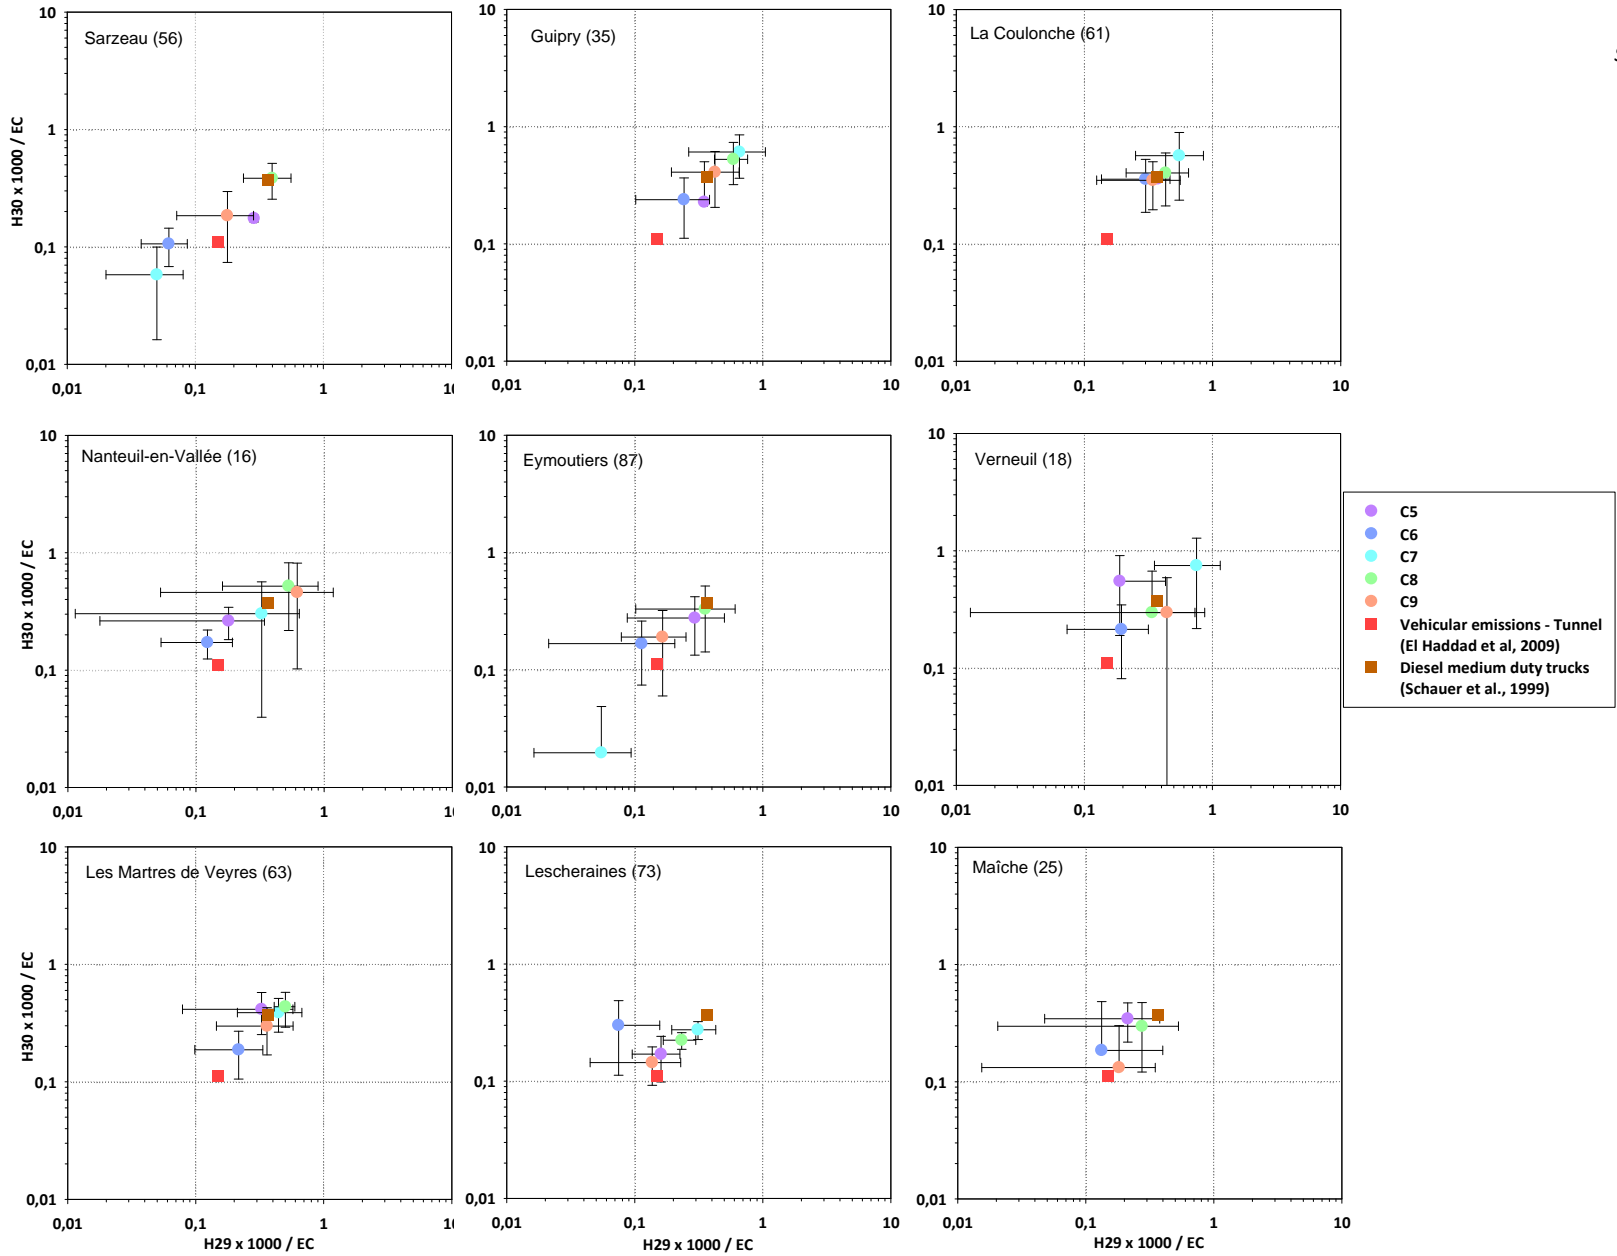 Sarzeau (56)
H30 x 1000 / EC
10
1
0,1
0,01
0,01 0,1 1 10
Guipry (35)
10
1
0,1
0,01
0,01 0,1 1 10
La Coulonche (61)
10
1
0,1
0,01
0,01 0,1 1 10
Nanteuil-en-Vallée (16)
H30 x 1000 / EC
10
1
0,1
0,01
0,01 0,1 1 10
Eymoutiers (87)
10
1
0,1
0,01
0,01 0,1 1 10
Verneuil (18)
10
1
0,1
0,01
0,01 0,1 1 10
C5
C6
C7
C8
C9
Vehicular emissions - Tunnel
(El Haddad et al, 2009)
Diesel medium duty trucks
(Schauer et al., 1999)
Les Martres de Veyres (63)
H30 x 1000 / EC
10
1
0,1
0,01
0,01 0,1 1 10
H29 x 1000 / EC
Lescheraines (73)
10
1
0,1
0,01
0,01 0,1 1 10
H29 x 1000 / EC
Maîche (25)
10
1
0,1
0,01
0,01 0,1 1 10
H29 x 1000 / EC